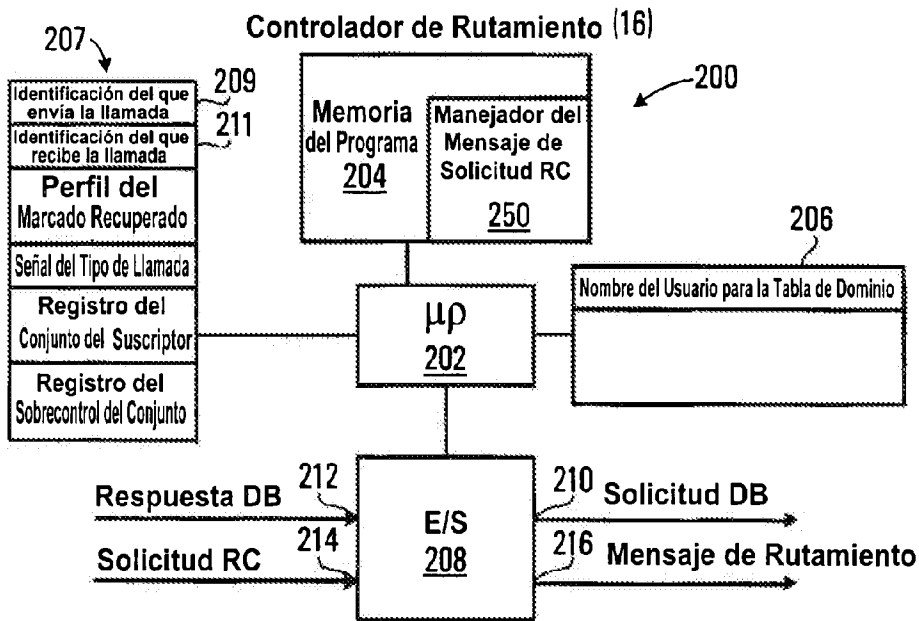 Controlador de Rutamiento (16)
207
209
Identificación del que
envía la llamada
211
Identificación del que
recibe la llamada
Perfil del
Marcado Recuperado
Señal del Tipo de Llamada
Registro del
Conjunto del Suscriptor
Registro del
Sobrecontrol del Conjunto
Memoria
del Programa
204
Manejador del
Mensaje de
Solicitud RC
250
200
206
Nombre del Usuario para la Tabla de Dominio
μρ
202
Respuesta DB
212
Solicitud RC
214
E/S
208
210
Solicitud DB
216
Mensaje de Rutamiento